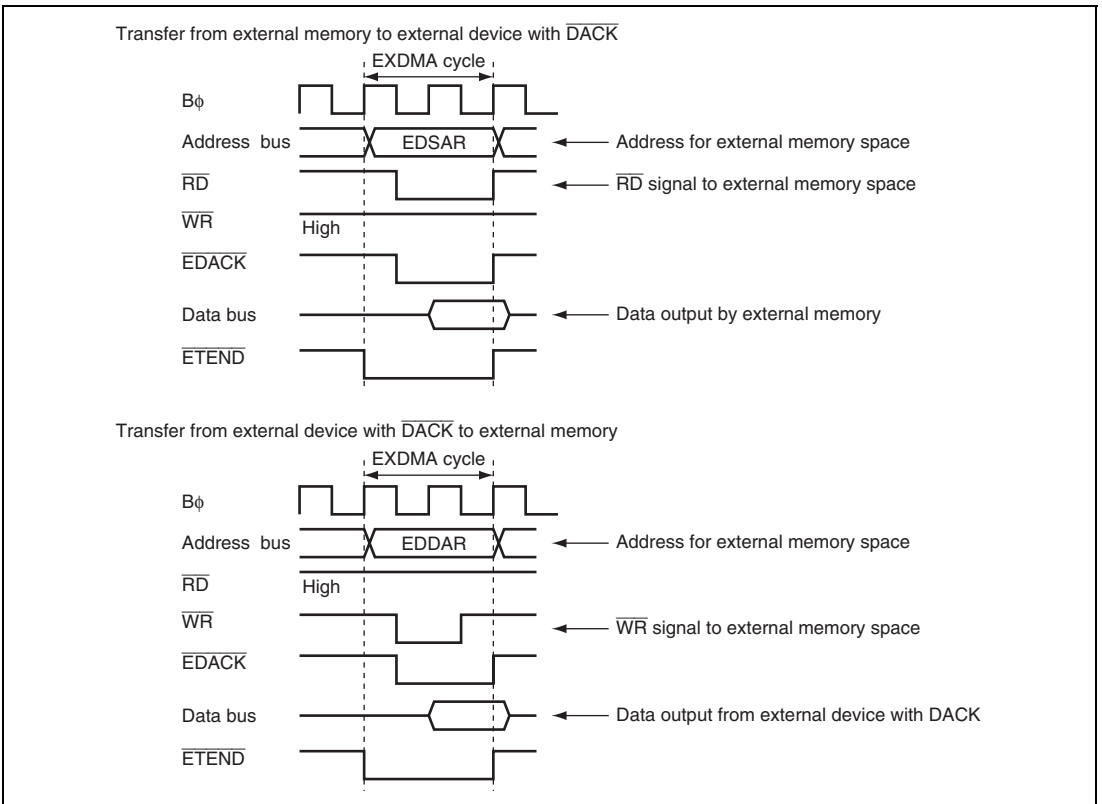 Transfer from external memory to external device with DACK
EXDMA cycle
Bϕ
Address bus EDSAR Address for external memory space
RD RD signal to external memory space
WR High
EDACK
Data bus Data output by external memory
ETEND
Transfer from external device with DACK to external memory
EXDMA cycle
Bϕ
Address bus EDDAR Address for external memory space
RD High
WR WR signal to external memory space
EDACK
Data bus Data output from external device with DACK
ETEND